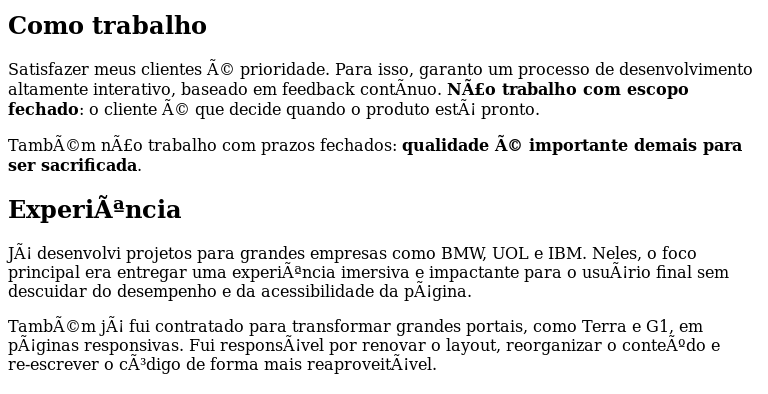 Como trabalho
Satisfazer meus clientes Ã© prioridade. Para isso, garanto um processo de desenvolvimento
altamente interativo, baseado em feedback contÃ­nuo. NÃ£o trabalho com escopo
fechado: o cliente Ã© que decide quando o produto estÃ¡ pronto.
TambÃ©m nÃ£o trabalho com prazos fechados: qualidade Ã© importante demais para
ser sacrificada.
ExperiÃªncia
JÃ¡ desenvolvi projetos para grandes empresas como BMW, UOL e IBM. Neles, o foco
principal era entregar uma experiÃªncia imersiva e impactante para o usuÃ¡rio final sem
descuidar do desempenho e da acessibilidade da pÃ¡gina.
TambÃ©m jÃ¡ fui contratado para transformar grandes portais, como Terra e G1, em
pÃ¡ginas responsivas. Fui responsÃ¡vel por renovar o layout, reorganizar o conteÃºdo e
re-escrever o cÃ³digo de forma mais reaproveitÃ¡vel.